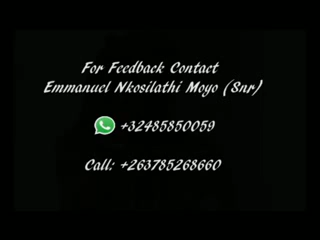 For Feedback Contact
Emmanuel Nkosilathi Moyo (Snr)
+32485850059
Call: +263785268660